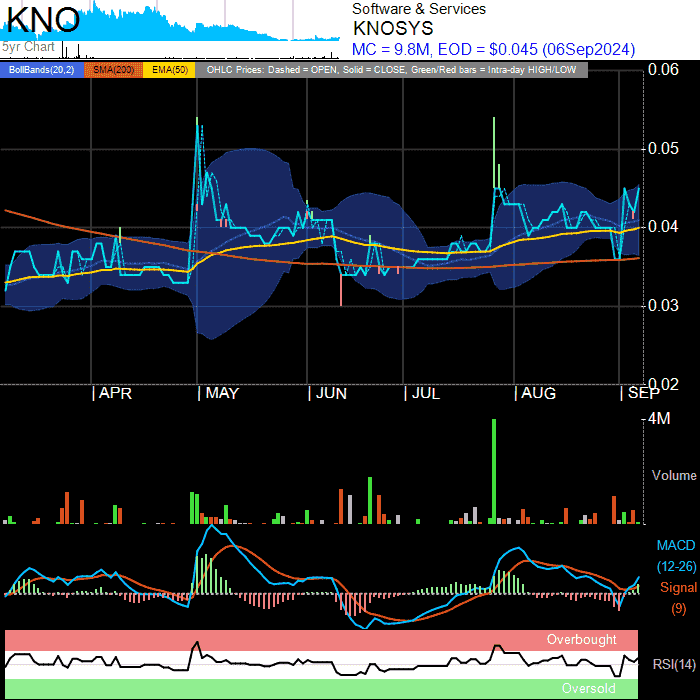 KNO
5yr Chart
Software & Services
KNOSYS
MC = 9.8M, EOD = $0.045 (06Sep2024)
BollBands(20,2) SMA(200) EMA(50) OHLC Prices: Dashed = OPEN, Solid = CLOSE, Green/Red bars = Intra-day HIGH/LOW
0.06
0.05
0.04
0.03
0.02
APR MAY JUN JUL AUG SEP
4M
Volume
MACD
(12-26)
Signal
(9)
Overbought
RSI(14)
Oversold